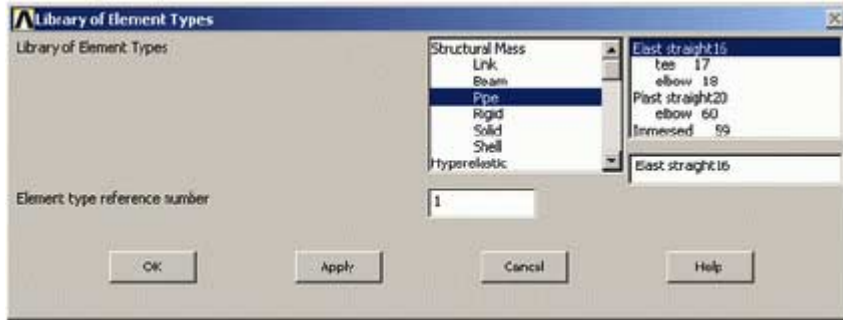 Library of Element Types
Library of Element Types
Structural Mass
Link
Beam
Pipe
Rigid
Solid
Shell
Hyperelastic
Elast straight16
tee 17
elbow 18
Plast straight20
elbow 60
Immersed 59
Elast straight16
Element type reference number
1
OK
Apply
Cancel
Help